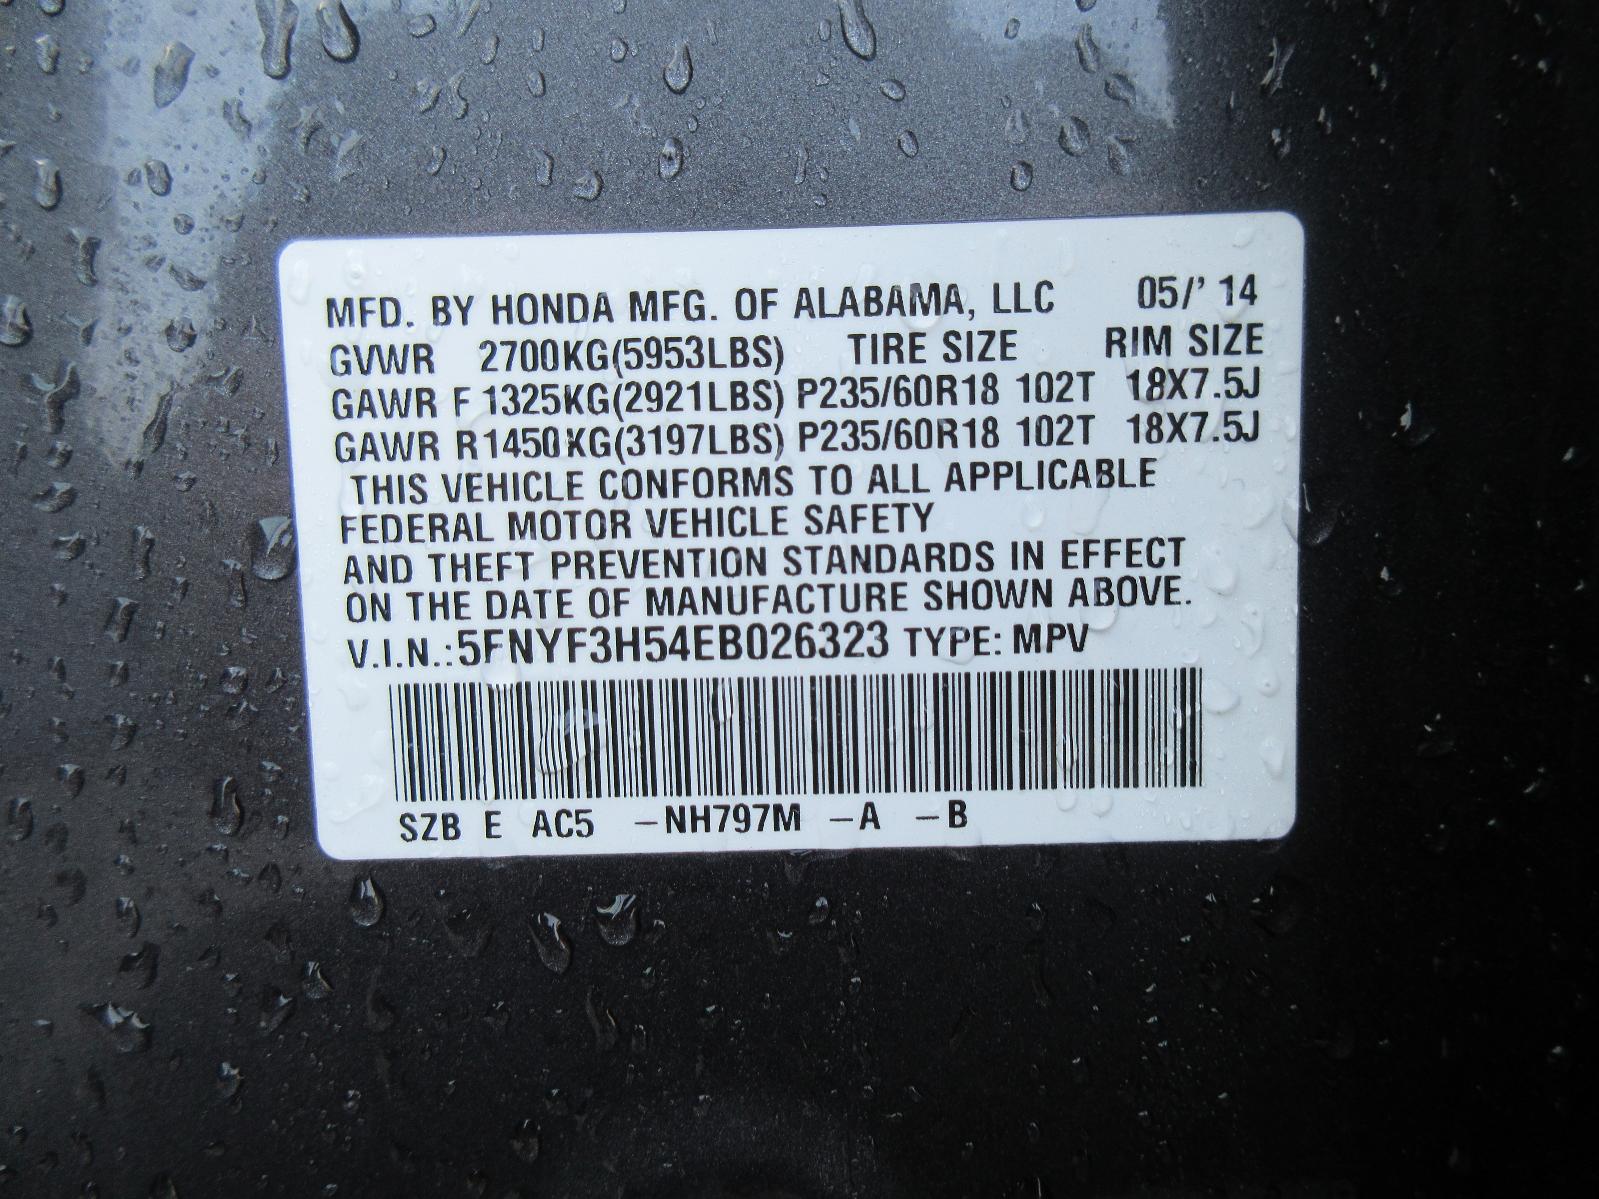 MFD. BY HONDA MFG. OF ALABAMA, LLC 05/' 14
GVWR 2700KG(5953LBS) TIRE SIZE RIM SIZE
GAWR F 1325KG(2921LBS) P235/60R18 102T 18X7.5J
GAWR R 1450KG(3197LBS) P235/60R18 102T 18X7.5J
THIS VEHICLE CONFORMS TO ALL APPLICABLE
FEDERAL MOTOR VEHICLE SAFETY
AND THEFT PREVENTION STANDARDS IN EFFECT
ON THE DATE OF MANUFACTURE SHOWN ABOVE.
V.I.N.:5FNYF3H54EB026323 TYPE: MPV
SZB E AC5 –NH797M –A –B